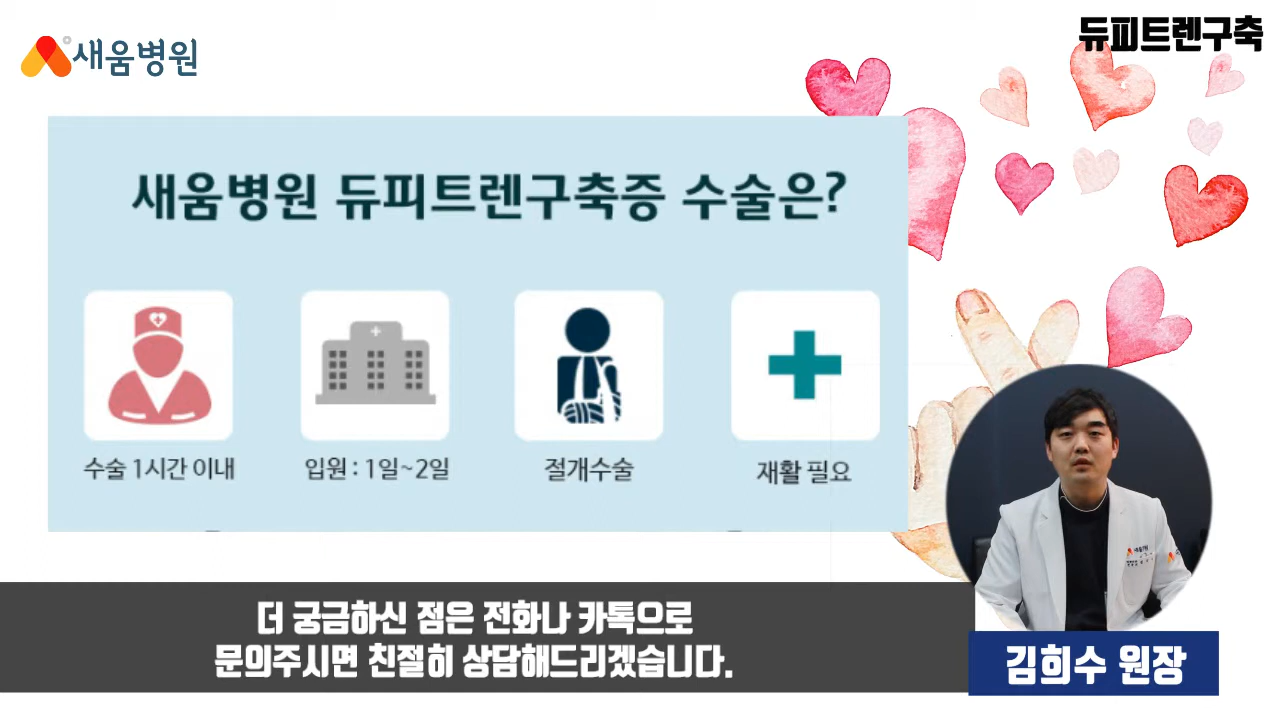 새움병원
듀피트렌구축
새움병원 듀피트렌구축증 수술은?
수술 1시간 이내
입원 : 1일~2일
절개수술
재활 필요
더 궁금하신 점은 전화나 카톡으로
문의주시면 친절히 상담해드리겠습니다.
김희수 원장